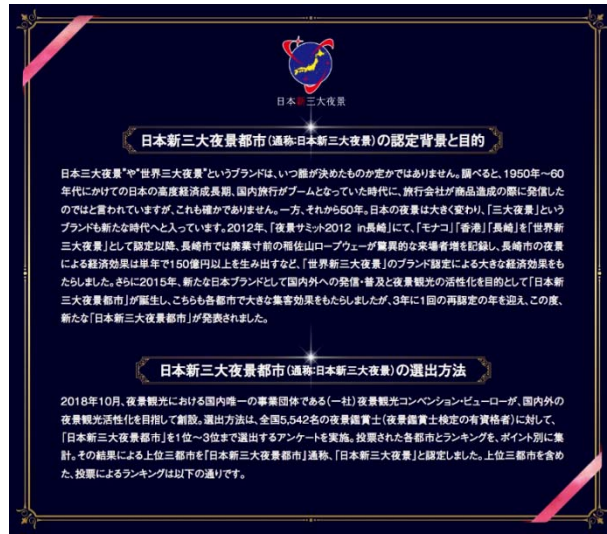 日本新三大夜景
日本新三大夜景都市(通称:日本新三大夜景)の認定背景と目的
日本三大夜景"や"世界三大夜景"というブランドは、いつ誰が決めたものか定かではありません。調べると、1950年〜60
年代にかけての日本の高度経済成長期、国内旅行がブームとなっていた時代に、旅行会社が商品造成の際に発信した
のではと言われていますが、これも確かでありません。一方、それから50年。日本の夜景は大きく変わり、「三大夜景」という
ブランドも新たな時代へと入っています。2012年、「夜景サミット2012 in長崎」にて、「モナコ」「香港」「長崎」を「世界新
三大夜景」として認定以降、長崎市では廃業寸前の稲佐山ロープウェーが驚異的な来場者増を記録し、長崎市の夜景
による経済効果は単年で150億円以上を生み出すなど、「世界新三大夜景」のブランド認定による大きな経済効果をも
たらしました。さらに2015年、新たな日本ブランドとして国内外への発信・普及と夜景観光の活性化を目的として「日本新
三大夜景都市」が誕生し、こちらも各都市で大きな集客効果をもたらしましたが、3年に1回の再認定の年を迎え、この度、
新たな「日本新三大夜景都市」が発表されました。
日本新三大夜景都市(通称:日本新三大夜景)の選出方法
2018年10月、夜景観光における国内唯一の事業団体である(一社)夜景観光コンベンション・ビューローが、国内外の
夜景観光活性化を目指して創設。選出方法は、全国5,542名の夜景鑑賞士(夜景鑑賞士検定の有資格者)に対して、
「日本新三大夜景都市」を1位〜3位まで選出するアンケートを実施。投票された各都市とランキングを、ポイント別に集
計。その結果による上位三都市を『日本新三大夜景都市』通称、「日本新三大夜景」と認定しました。上位三都市を含め
た、投票によるランキングは以下の通りです。